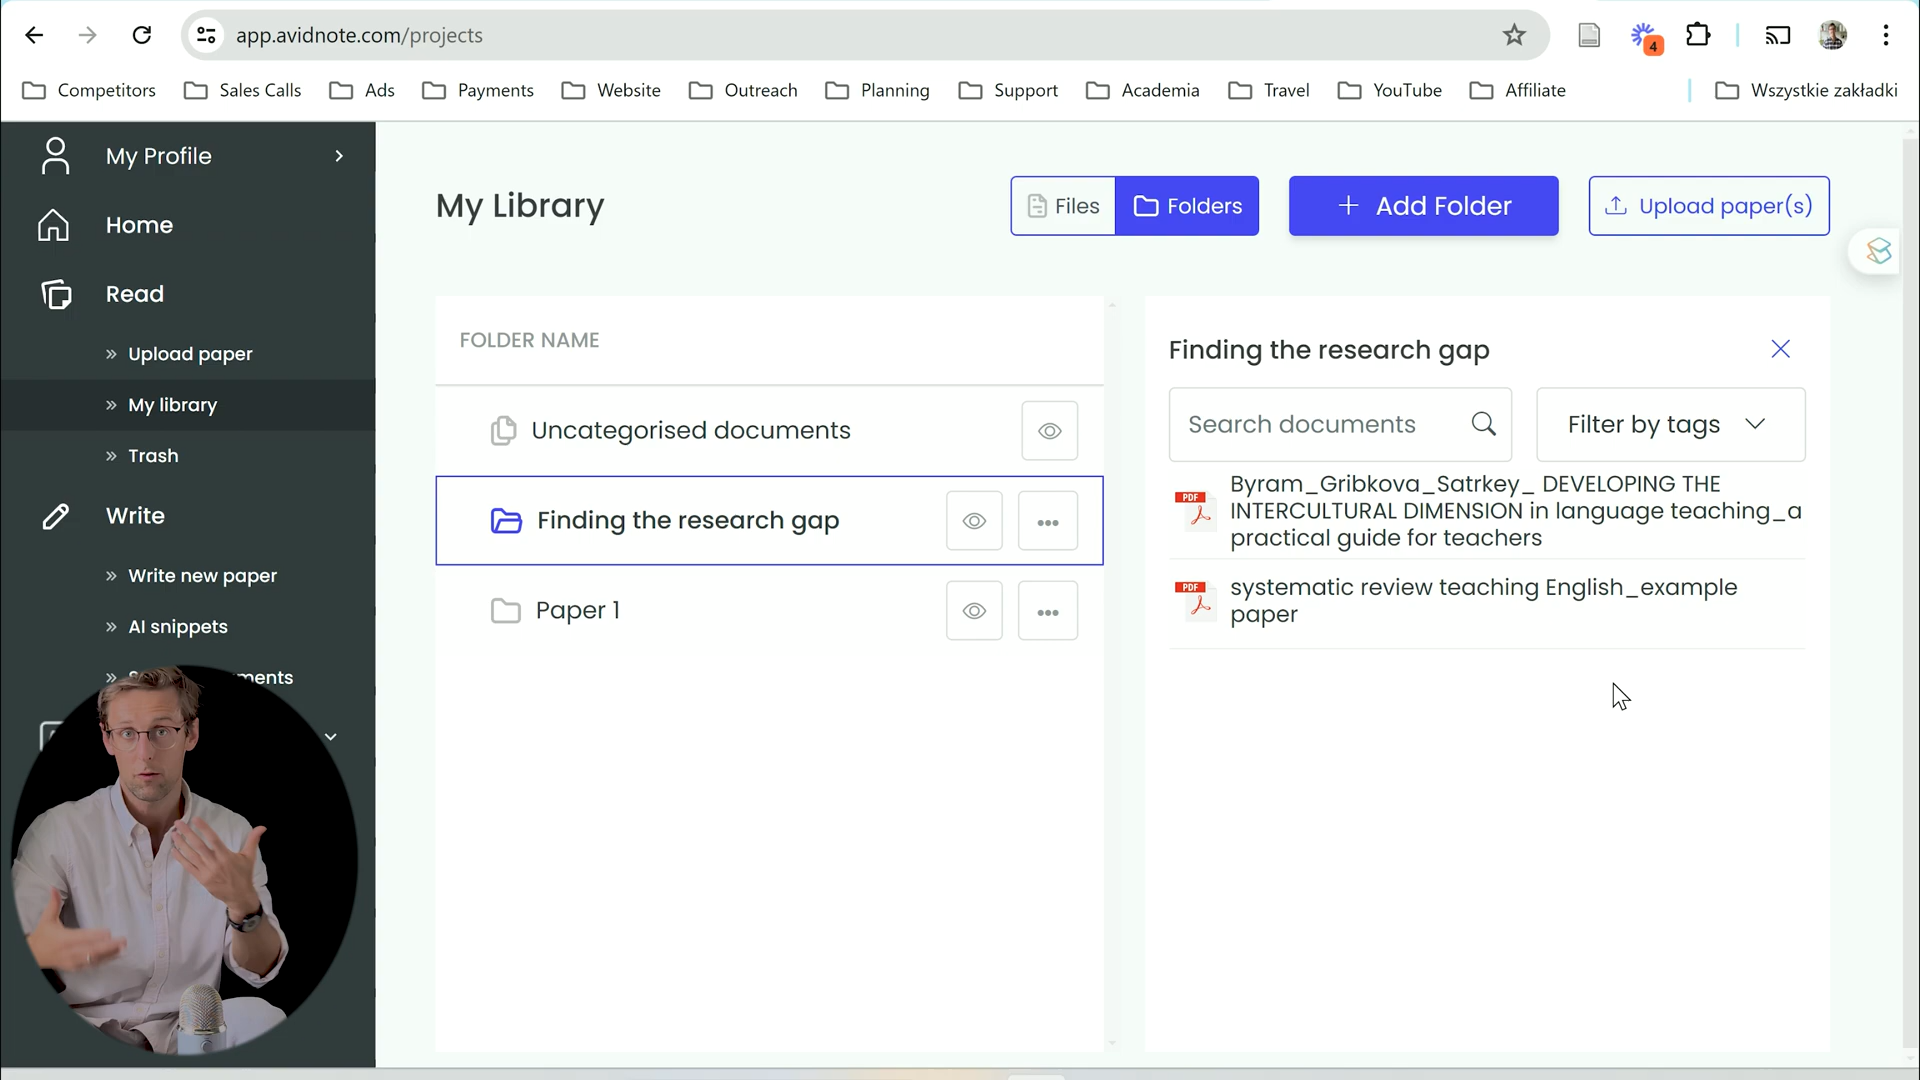 app.avidnote.com/projects
4
Competitors
Sales Calls
Ads
Payments
Website
Outreach
Planning
Support
Academia
Travel
YouTube
Affiliate
Wszystkie zakładki
My Profile
Home
Read
» Upload paper
» My library
» Trash
Write
» Write new paper
» AI snippets
»
My Library
Files
Folders
+ Add Folder
Upload paper(s)
FOLDER NAME
Uncategorised documents
Finding the research gap
Paper 1
Finding the research gap
Search documents
Filter by tags
PDF
Byram_Gribkova_Satrkey_ DEVELOPING THE
INTERCULTURAL DIMENSION in language teaching_a
practical guide for teachers
PDF
systematic review teaching English_example
paper